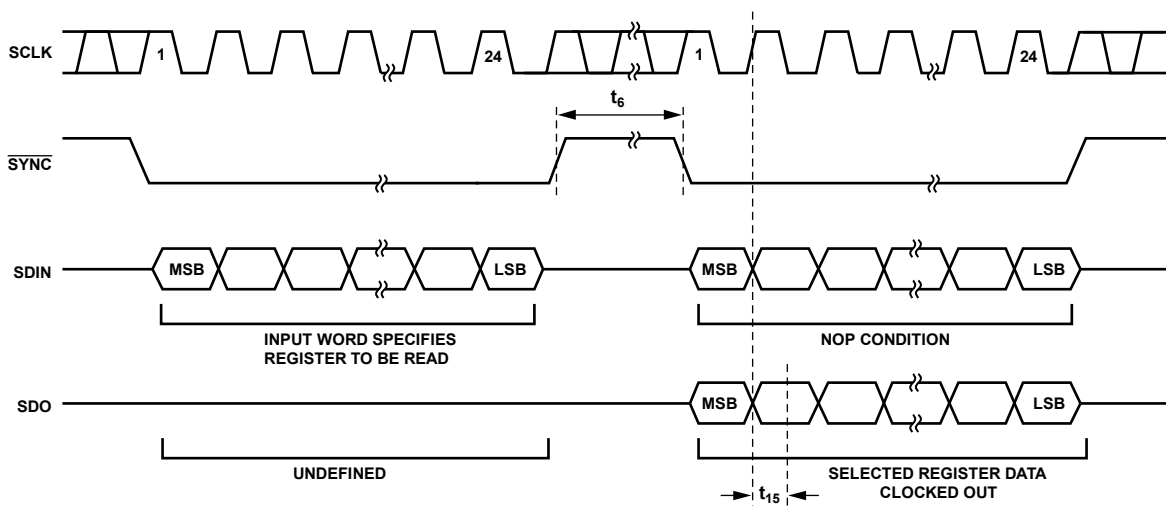 SCLK
1
24
1
24
t6
SYNC
SDIN
MSB
LSB
MSB
LSB
INPUT WORD SPECIFIES
REGISTER TO BE READ
NOP CONDITION
SDO
MSB
LSB
UNDEFINED
SELECTED REGISTER DATA
CLOCKED OUT
t15